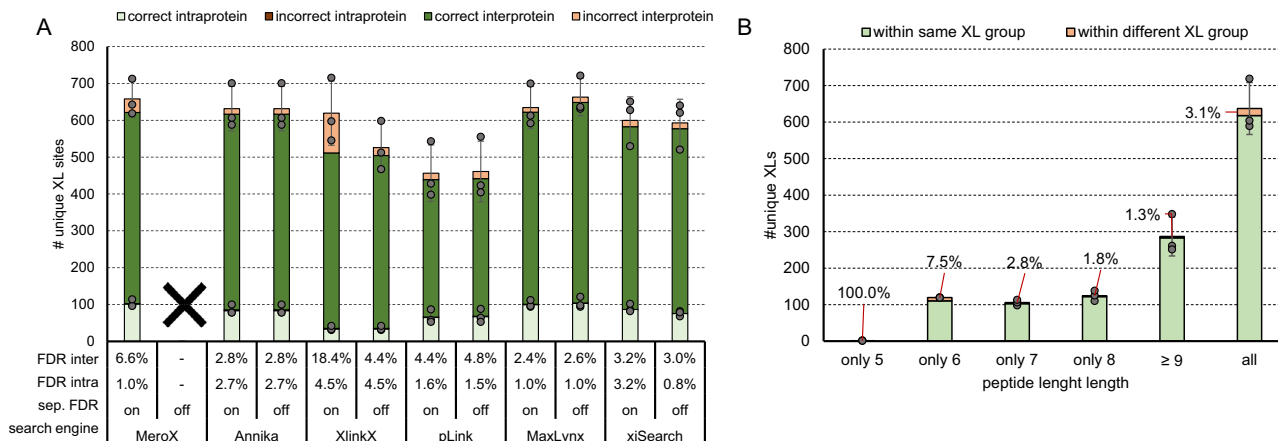 correct intraprotein incorrect intraprotein correct interprotein incorrect interprotein
A
# unique XL sites
800
700
600
500
400
300
200
100
0
FDR inter 6.6% - 2.8% 2.8% 18.4% 4.4% 4.4% 4.8% 2.4% 2.6% 3.2% 3.0%
FDR intra 1.0% - 2.7% 2.7% 4.5% 4.5% 1.6% 1.5% 1.0% 1.0% 3.2% 0.8%
sep. FDR on off on off on off on off on off on off
search engine MeroX Annika XlinkX pLink MaxLynx xiSearch
B
within same XL group within different XL group
#unique XLs
800
700
600
500
400
300
200
100
0
100.0%
7.5%
2.8%
1.8%
1.3%
3.1%
only 5 only 6 only 7 only 8 ≥ 9 all
peptide lenght length